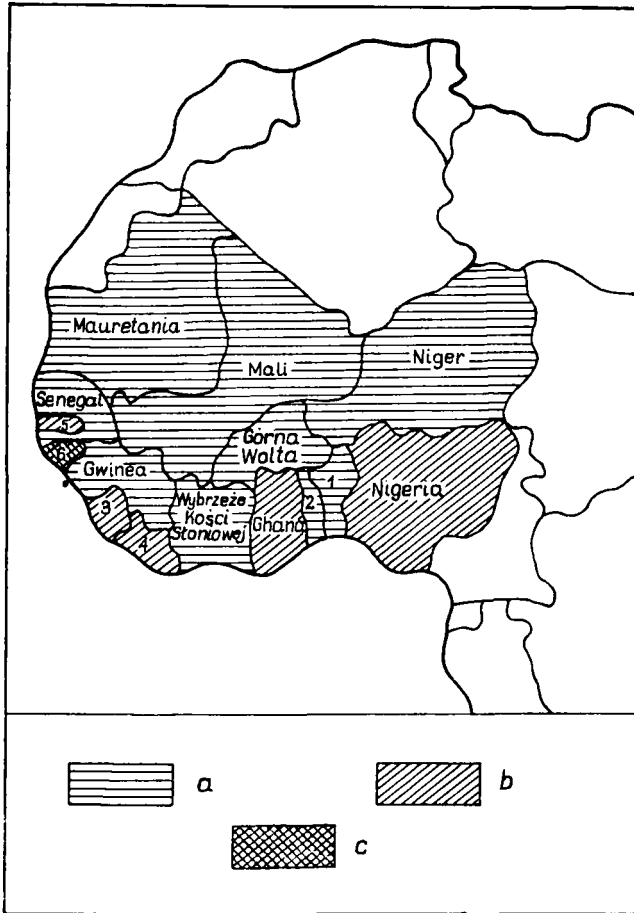 Mauretania
Mali
Niger
Senegal
5
6
Gwinea
Górna
Wolta
1
2
Nigeria
3
4
Wybrzeże
Kości
Słoniowej
Ghana
a
b
c